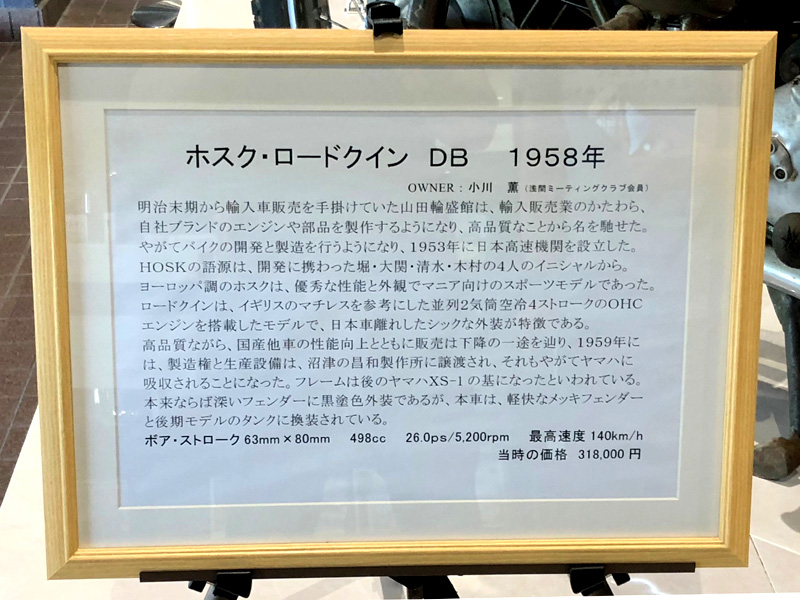 ホスク・ロードクイン DB 1958年
OWNER：小川 薫（浅間ミーティングクラブ会員）
明治末期から輸入車販売を手掛けていた山田輪盛館は、輸入販売業のかたわら、
自社ブランドのエンジンや部品を製作するようになり、高品質なことから名を馳せた。
やがてバイクの開発と製造を行うようになり、1953年に日本高速機関を設立した。
HOSKの語源は、開発に携わった堀・大関・清水・木村の4人のイニシャルから。
ヨーロッパ調のホスクは、優秀な性能と外観でマニア向けのスポーツモデルであった。
ロードクインは、イギリスのマチレスを参考にした並列2気筒空冷4ストロークのOHC
エンジンを搭載したモデルで、日本車離れしたシックな外装が特徴である。
高品質ながら、国産他車の性能向上とともに販売は下降の一途を辿り、1959年に
は、製造権と生産設備は、沼津の昌和製作所に譲渡され、それもやがてヤマハに
吸収されることになった。フレームは後のヤマハXS-1の基になったといわれている。
本来ならば深いフェンダーに黒塗色外装であるが、本車は、軽快なメッキフェンダー
と後期モデルのタンクに換装されている。
ボア・ストローク 63mm×80mm 498cc 26.0ps/5,200rpm 最高速度 140km/h
当時の価格 318,000 円